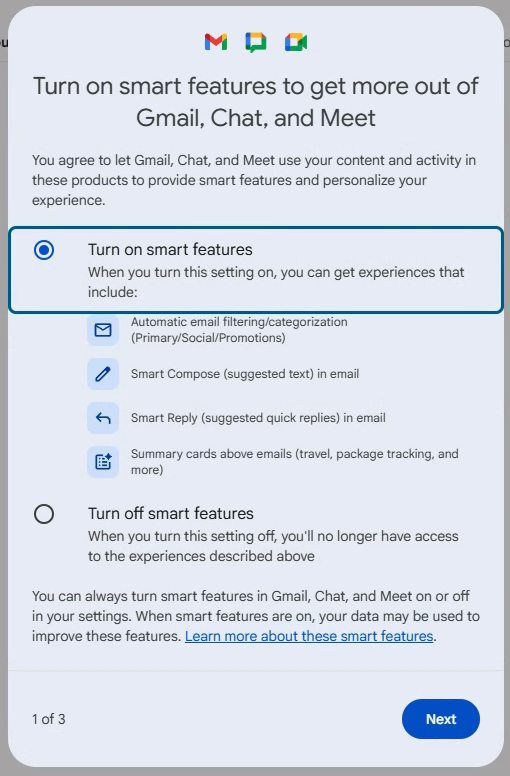 Turn on smart features to get more out of
Gmail, Chat, and Meet
You agree to let Gmail, Chat, and Meet use your content and activity in
these products to provide smart features and personalize your
experience.
Turn on smart features
When you turn this setting on, you can get experiences that
include:
Automatic email filtering/categorization
(Primary/Social/Promotions)
Smart Compose (suggested text) in email
Smart Reply (suggested quick replies) in email
Summary cards above emails (travel, package tracking, and
more)
Turn off smart features
When you turn this setting off, you'll no longer have access
to the experiences described above
You can always turn smart features in Gmail, Chat, and Meet on or off
in your settings. When smart features are on, your data may be used to
improve these features. Learn more about these smart features.
1 of 3
Next